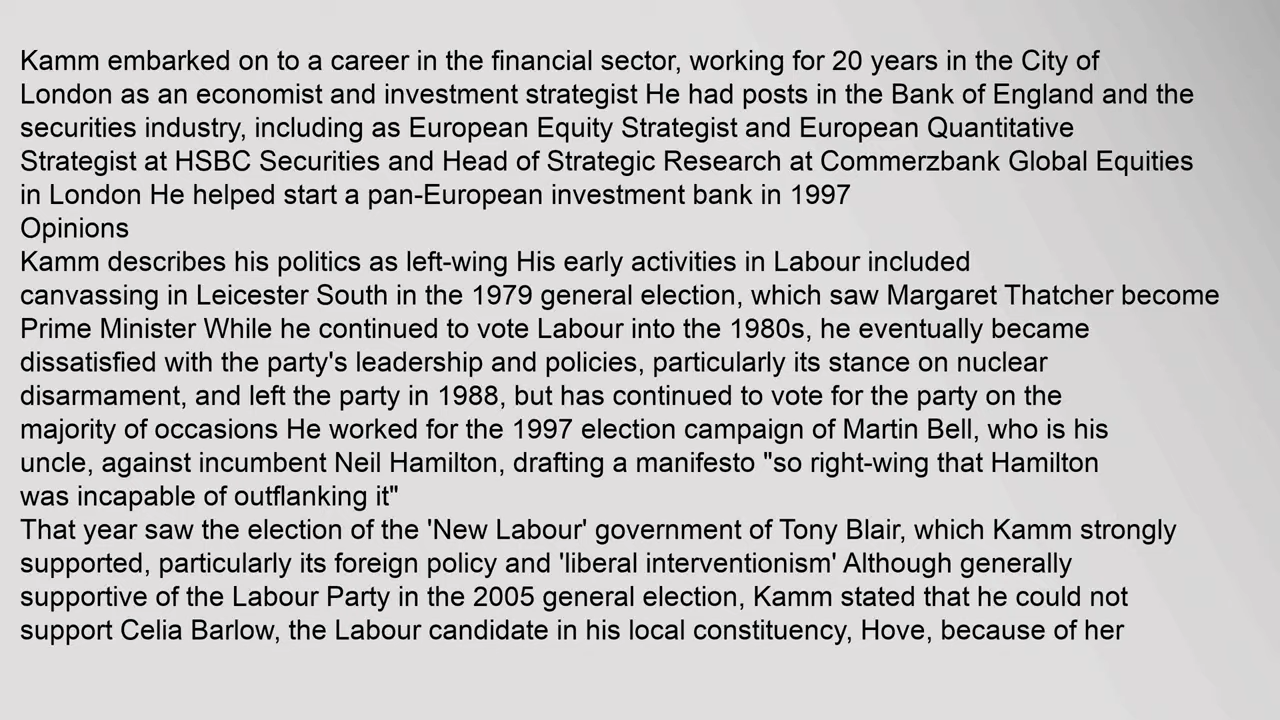 Kamm embarked on to a career in the financial sector, working for 20 years in the City of
London as an economist and investment strategist He had posts in the Bank of England and the
securities industry, including as European Equity Strategist and European Quantitative
Strategist at HSBC Securities and Head of Strategic Research at Commerzbank Global Equities
in London He helped start a pan-European investment bank in 1997
Opinions
Kamm describes his politics as left-wing His early activities in Labour included
canvassing in Leicester South in the 1979 general election, which saw Margaret Thatcher become
Prime Minister While he continued to vote Labour into the 1980s, he eventually became
dissatisfied with the party's leadership and policies, particularly its stance on nuclear
disarmament, and left the party in 1988, but has continued to vote for the party on the
majority of occasions He worked for the 1997 election campaign of Martin Bell, who is his
uncle, against incumbent Neil Hamilton, drafting a manifesto "so right-wing that Hamilton
was incapable of outflanking it"
That year saw the election of the 'New Labour' government of Tony Blair, which Kamm strongly
supported, particularly its foreign policy and 'liberal interventionism' Although generally
supportive of the Labour Party in the 2005 general election, Kamm stated that he could not
support Celia Barlow, the Labour candidate in his local constituency, Hove, because of her